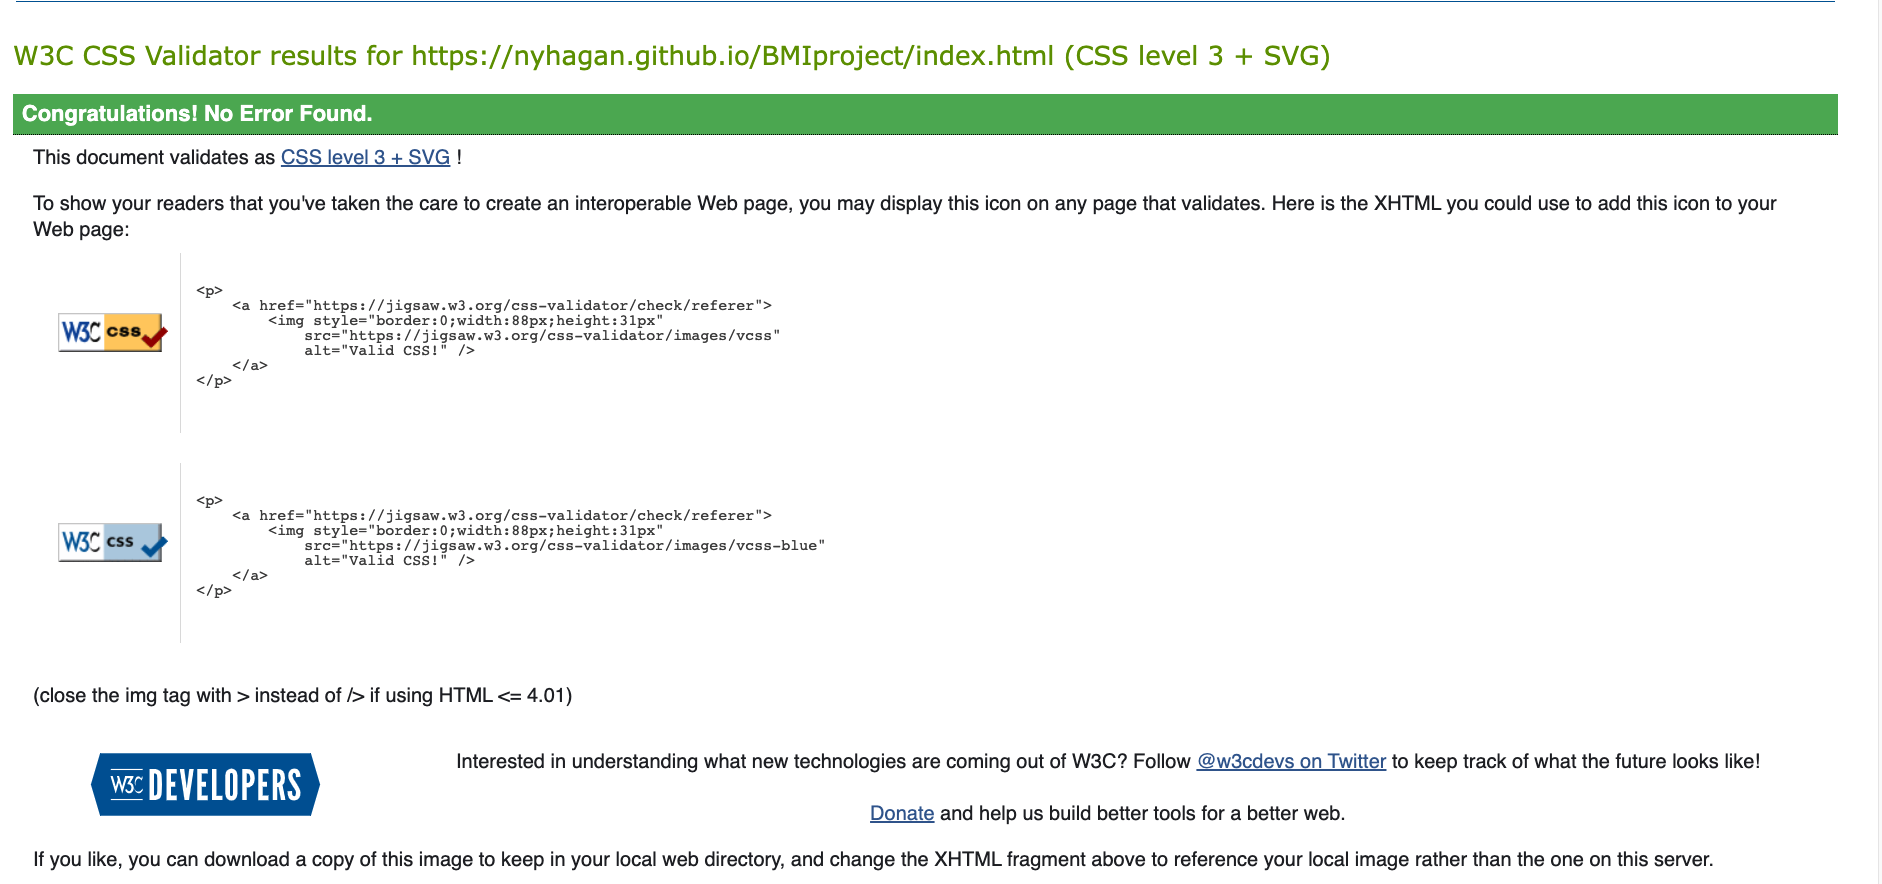 W3C CSS Validator results for https://nyhagan.github.io/BMIproject/index.html (CSS level 3 + SVG)
Congratulations! No Error Found.
This document validates as CSS level 3 + SVG !
To show your readers that you've taken the care to create an interoperable Web page, you may display this icon on any page that validates. Here is the XHTML you could use to add this icon to your
Web page:
W3C css
<p>
    <a href="https://jigsaw.w3.org/css-validator/check/referer">
        <img style="border:0;width:88px;height:31px"
            src="https://jigsaw.w3.org/css-validator/images/vcss"
            alt="Valid CSS!" />
    </a>
</p>
W3C css
<p>
    <a href="https://jigsaw.w3.org/css-validator/check/referer">
        <img style="border:0;width:88px;height:31px"
            src="https://jigsaw.w3.org/css-validator/images/vcss-blue"
            alt="Valid CSS!" />
    </a>
</p>
(close the img tag with > instead of /> if using HTML <= 4.01)
W3C DEVELOPERS
Interested in understanding what new technologies are coming out of W3C? Follow @w3cdevs on Twitter to keep track of what the future looks like!
Donate and help us build better tools for a better web.
If you like, you can download a copy of this image to keep in your local web directory, and change the XHTML fragment above to reference your local image rather than the one on this server.